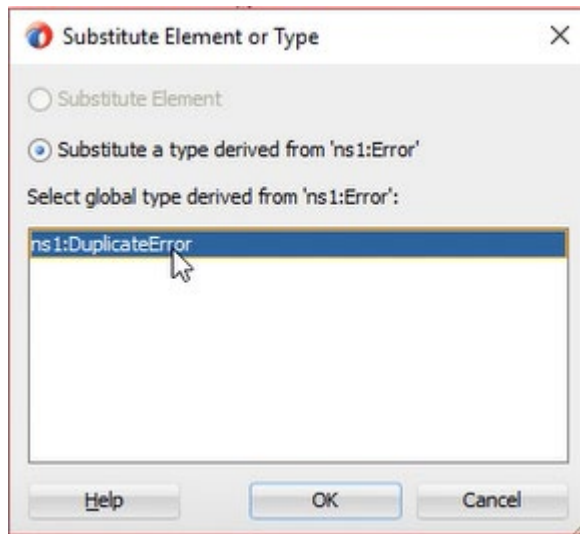 Substitute Element or Type
Substitute Element
Substitute a type derived from 'ns1:Error'
Select global type derived from 'ns1:Error':
ns1:DuplicateError
Help
OK
Cancel